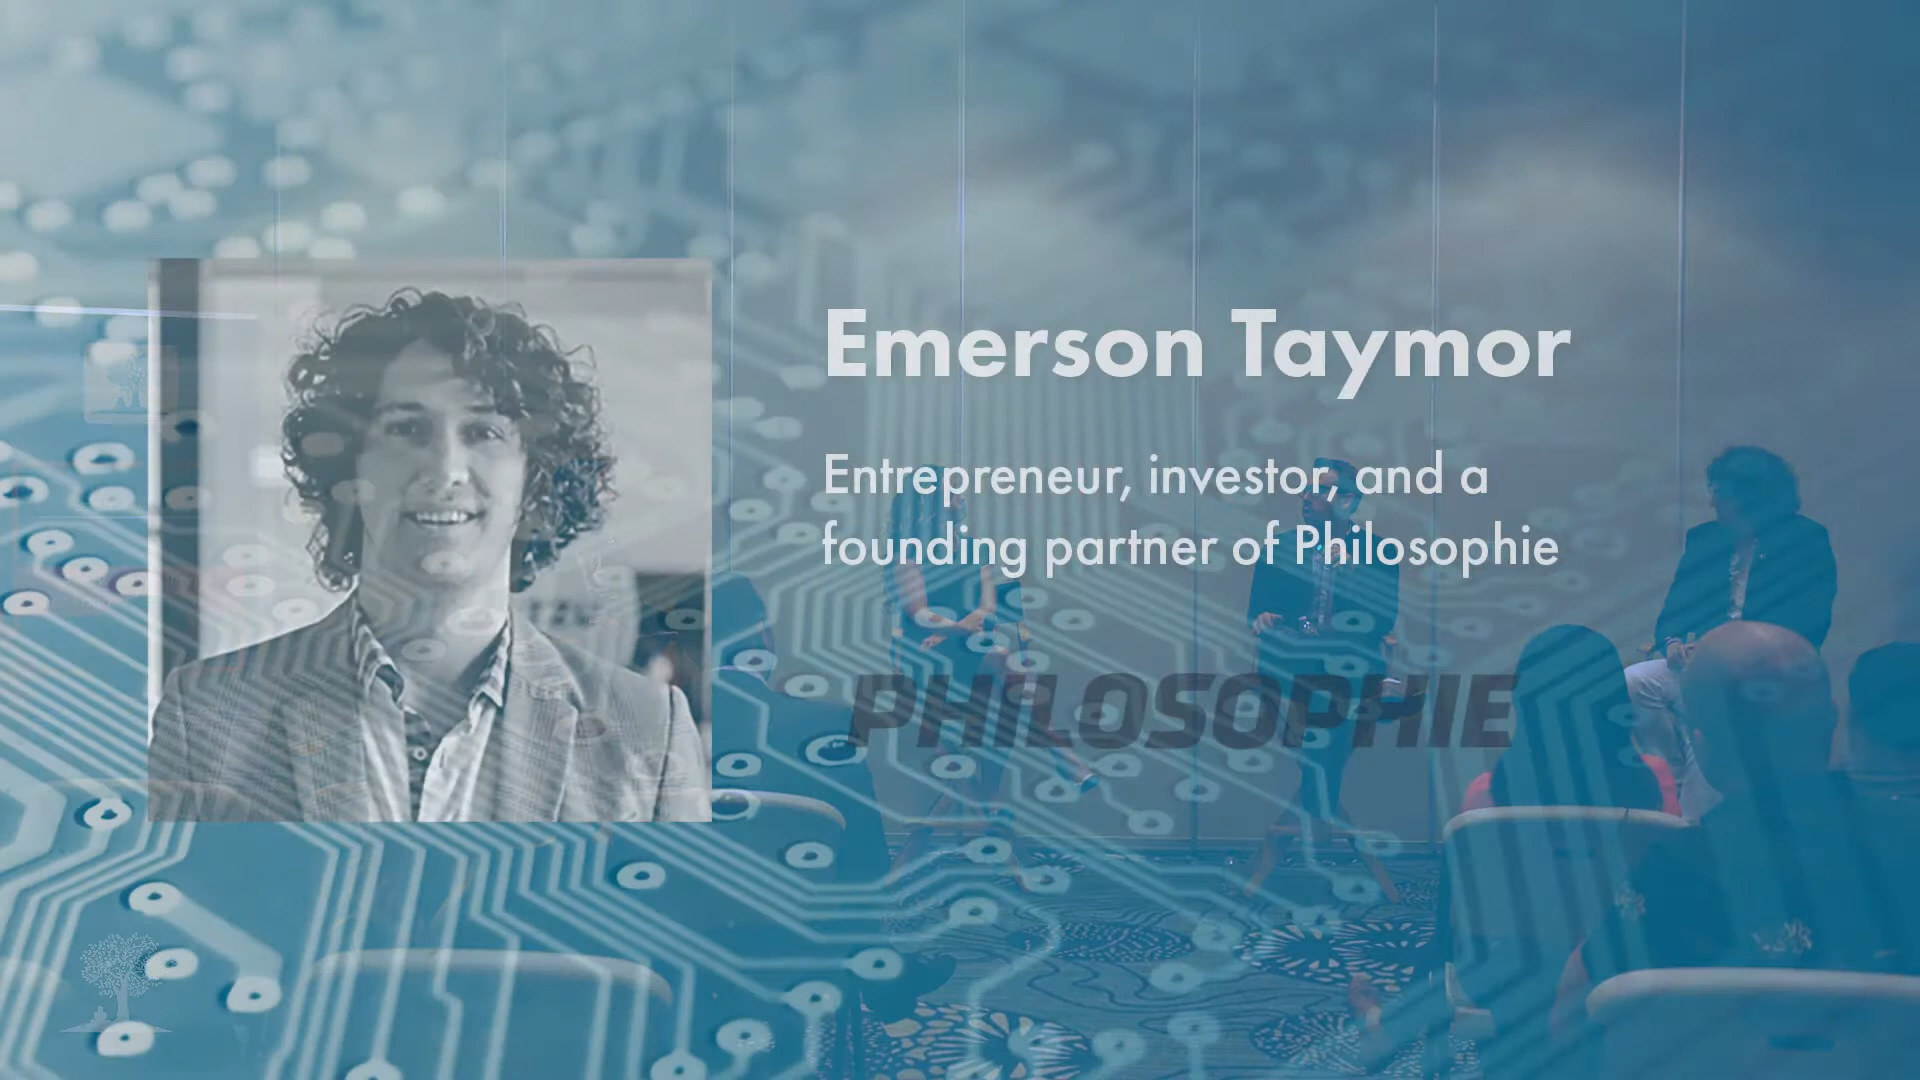 Emerson Taymor
Entrepreneur, investor, and a
founding partner of Philosophie
PHILOSOPHIE